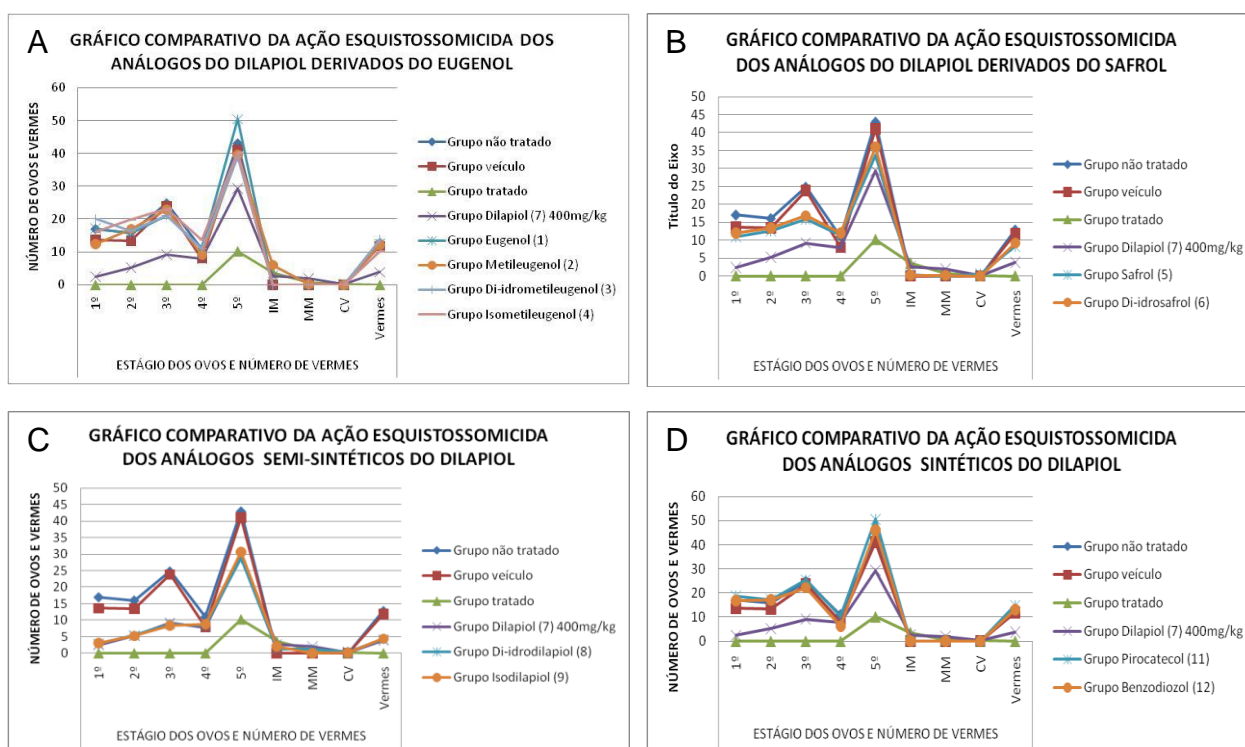 A
GRÁFICO COMPARATIVO DA AÇÃO ESQUISTOSSOMICIDA DOS
ANÁLOGOS DO DILAPIOL DERIVADOS DO EUGENOL
NÚMERO DE OVOS E VERMES
60
50
40
30
20
10
0
1º
2º
3º
4º
5º
IM
MM
CV
Vermes
ESTÁGIO DOS OVOS E NÚMERO DE VERMES
Grupo não tratado
Grupo veículo
Grupo tratado
Grupo Dilapiol (7) 400mg/kg
Grupo Eugenol (1)
Grupo Metileugenol (2)
Grupo Di-idrometileugenol (3)
Grupo Isometileugenol (4)
B
GRÁFICO COMPARATIVO DA AÇÃO ESQUISTOSSOMICIDA
DOS ANÁLOGOS DO DILAPIOL DERIVADOS DO SAFROL
Título do Eixo
50
45
40
35
30
25
20
15
10
5
0
1º
2º
3º
4º
5º
IM
MM
CV
Vermes
ESTÁGIO DOS OVOS E NÚMERO DE VERMES
Grupo não tratado
Grupo veículo
Grupo tratado
Grupo Dilapiol (7) 400mg/kg
Grupo Safrol (5)
Grupo Di-idrosafrol (6)
C
GRÁFICO COMPARATIVO DA AÇÃO ESQUISTOSSOMICIDA
DOS ANÁLOGOS SEMI-SINTÉTICOS DO DILAPIOL
NÚMERO DE OVOS E VERMES
50
45
40
35
30
25
20
15
10
5
0
1º
2º
3º
4º
5º
IM
MM
CV
Vermes
ESTÁGIO DOS OVOS E NÚMERO DE VERMES
Grupo não tratado
Grupo veículo
Grupo tratado
Grupo Dilapiol (7) 400mg/kg
Grupo Di-idrodilapiol (8)
Grupo Isodilapiol (9)
D
GRÁFICO COMPARATIVO DA AÇÃO ESQUISTOSSOMICIDA
DOS ANÁLOGOS SINTÉTICOS DO DILAPIOL
NÚMERO DE OVOS E VERMES
60
50
40
30
20
10
0
1º
2º
3º
4º
5º
IM
MM
CV
Vermes
ESTÁGIO DOS OVOS E NÚMERO DE VERMES
Grupo não tratado
Grupo veículo
Grupo tratado
Grupo Dilapiol (7) 400mg/kg
Grupo Pirocatecol (11)
Grupo Benzodiozol (12)